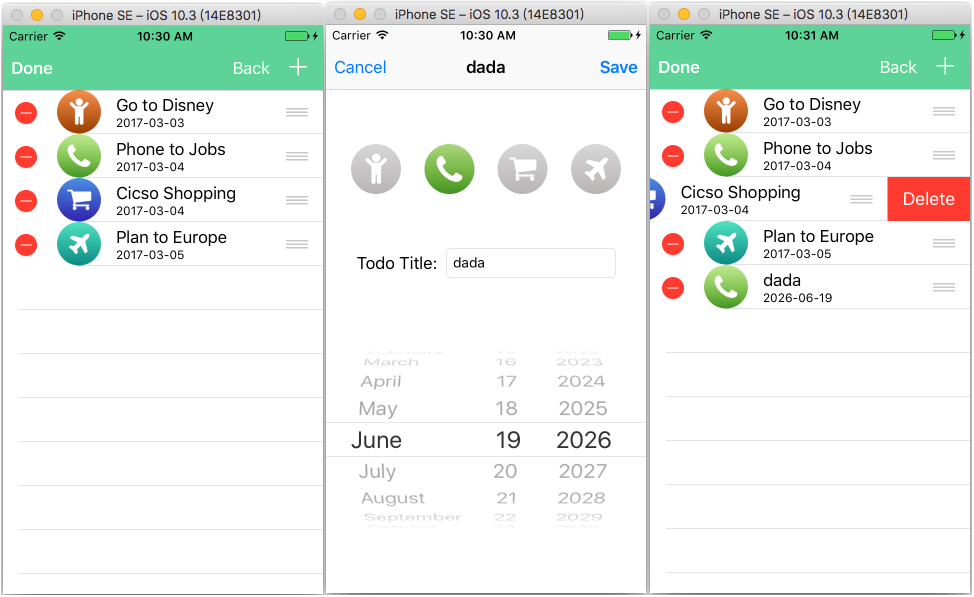 iPhone SE – iOS 10.3 (14E8301)
Carrier 10:30 AM
Done Back +
Go to Disney
2017-03-03
Phone to Jobs
2017-03-04
Cicso Shopping
2017-03-04
Plan to Europe
2017-03-05
iPhone SE – iOS 10.3 (14E8301)
Carrier 10:30 AM
Cancel dada Save
Todo Title: dada
February
March 16 2023
April 17 2024
May 18 2025
June 19 2026
July 20 2027
August 21 2028
September 22 2029
iPhone SE – iOS 10.3 (14E8301)
Carrier 10:31 AM
Done Back +
Go to Disney
2017-03-03
Phone to Jobs
2017-03-04
Cicso Shopping
2017-03-04
Delete
Plan to Europe
2017-03-05
dada
2026-06-19